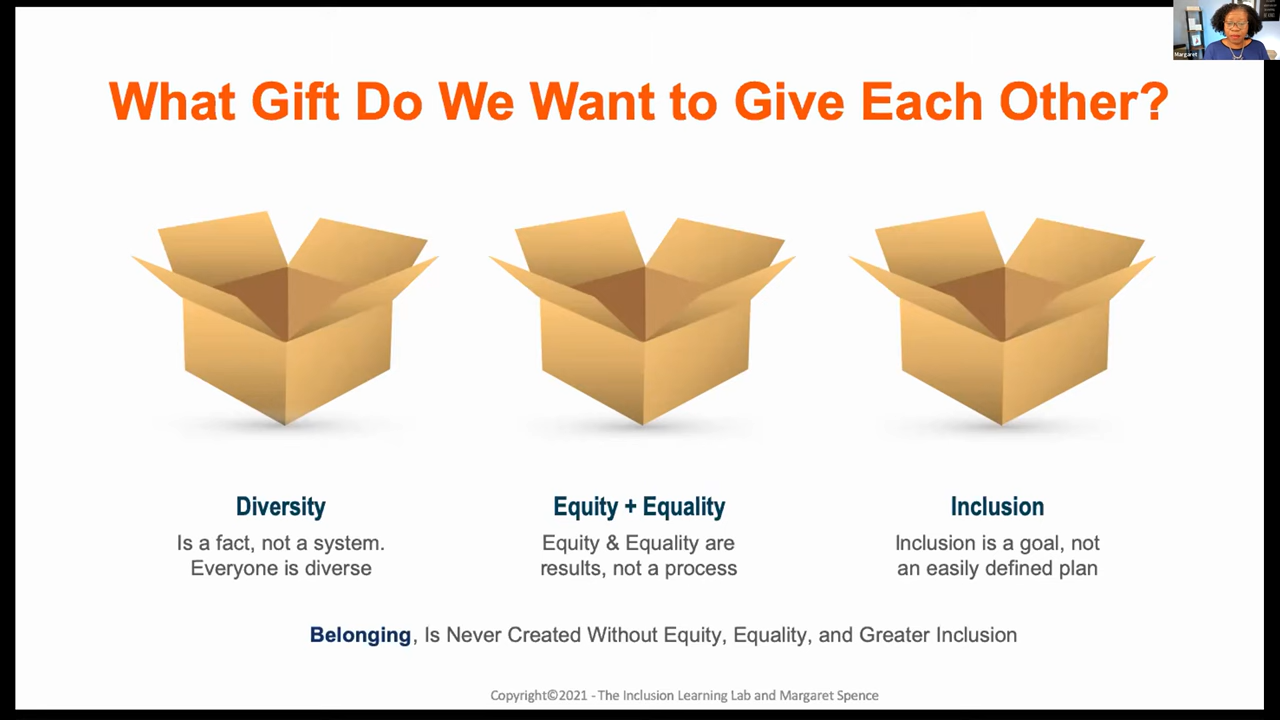 Margaret
What Gift Do We Want to Give Each Other?
Diversity
Is a fact, not a system.
Everyone is diverse
Equity + Equality
Equity & Equality are
results, not a process
Inclusion
Inclusion is a goal, not
an easily defined plan
Belonging, Is Never Created Without Equity, Equality, and Greater Inclusion
Copyright©2021 - The Inclusion Learning Lab and Margaret Spence